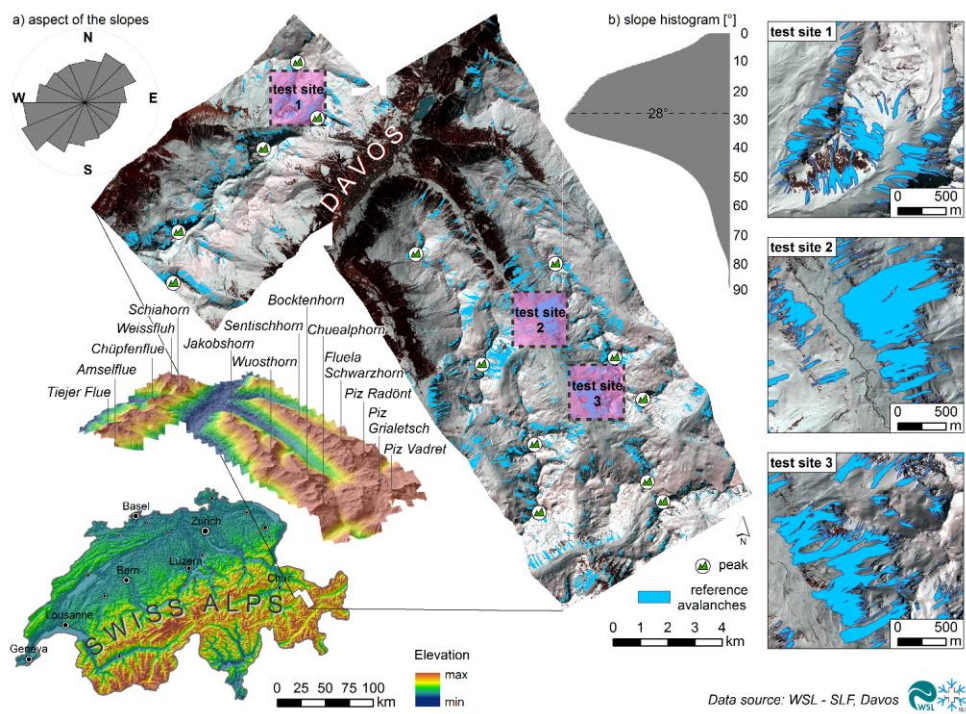 a) aspect of the slopes
N
W
E
S
test site
1
DAVOS
test site
2
test site
3
b) slope histogram [°]
0
10
20
28°
30
40
50
60
70
80
90
test site 1
0 500
m
test site 2
0 500
m
test site 3
0 500
m
Schiahorn
Weissfluh
Chüpfenflue
Amselflue
Tiejer Flue
Jakobshorn
Sentischhorn
Wuosthorn
Bocktenhorn
Chuealphorn
Fluela
Schwarzhorn
Piz Radönt
Piz
Grialetsch
Piz Vadret
Basel
Zurich
Luzern
Bern
Chur
Lousanne
Geneva
SWISS ALPS
0 25 50 75 100
km
Elevation
max
min
N
peak
reference
avalanches
0 1 2 3 4
km
Data source: WSL - SLF, Davos
WSL
SLF